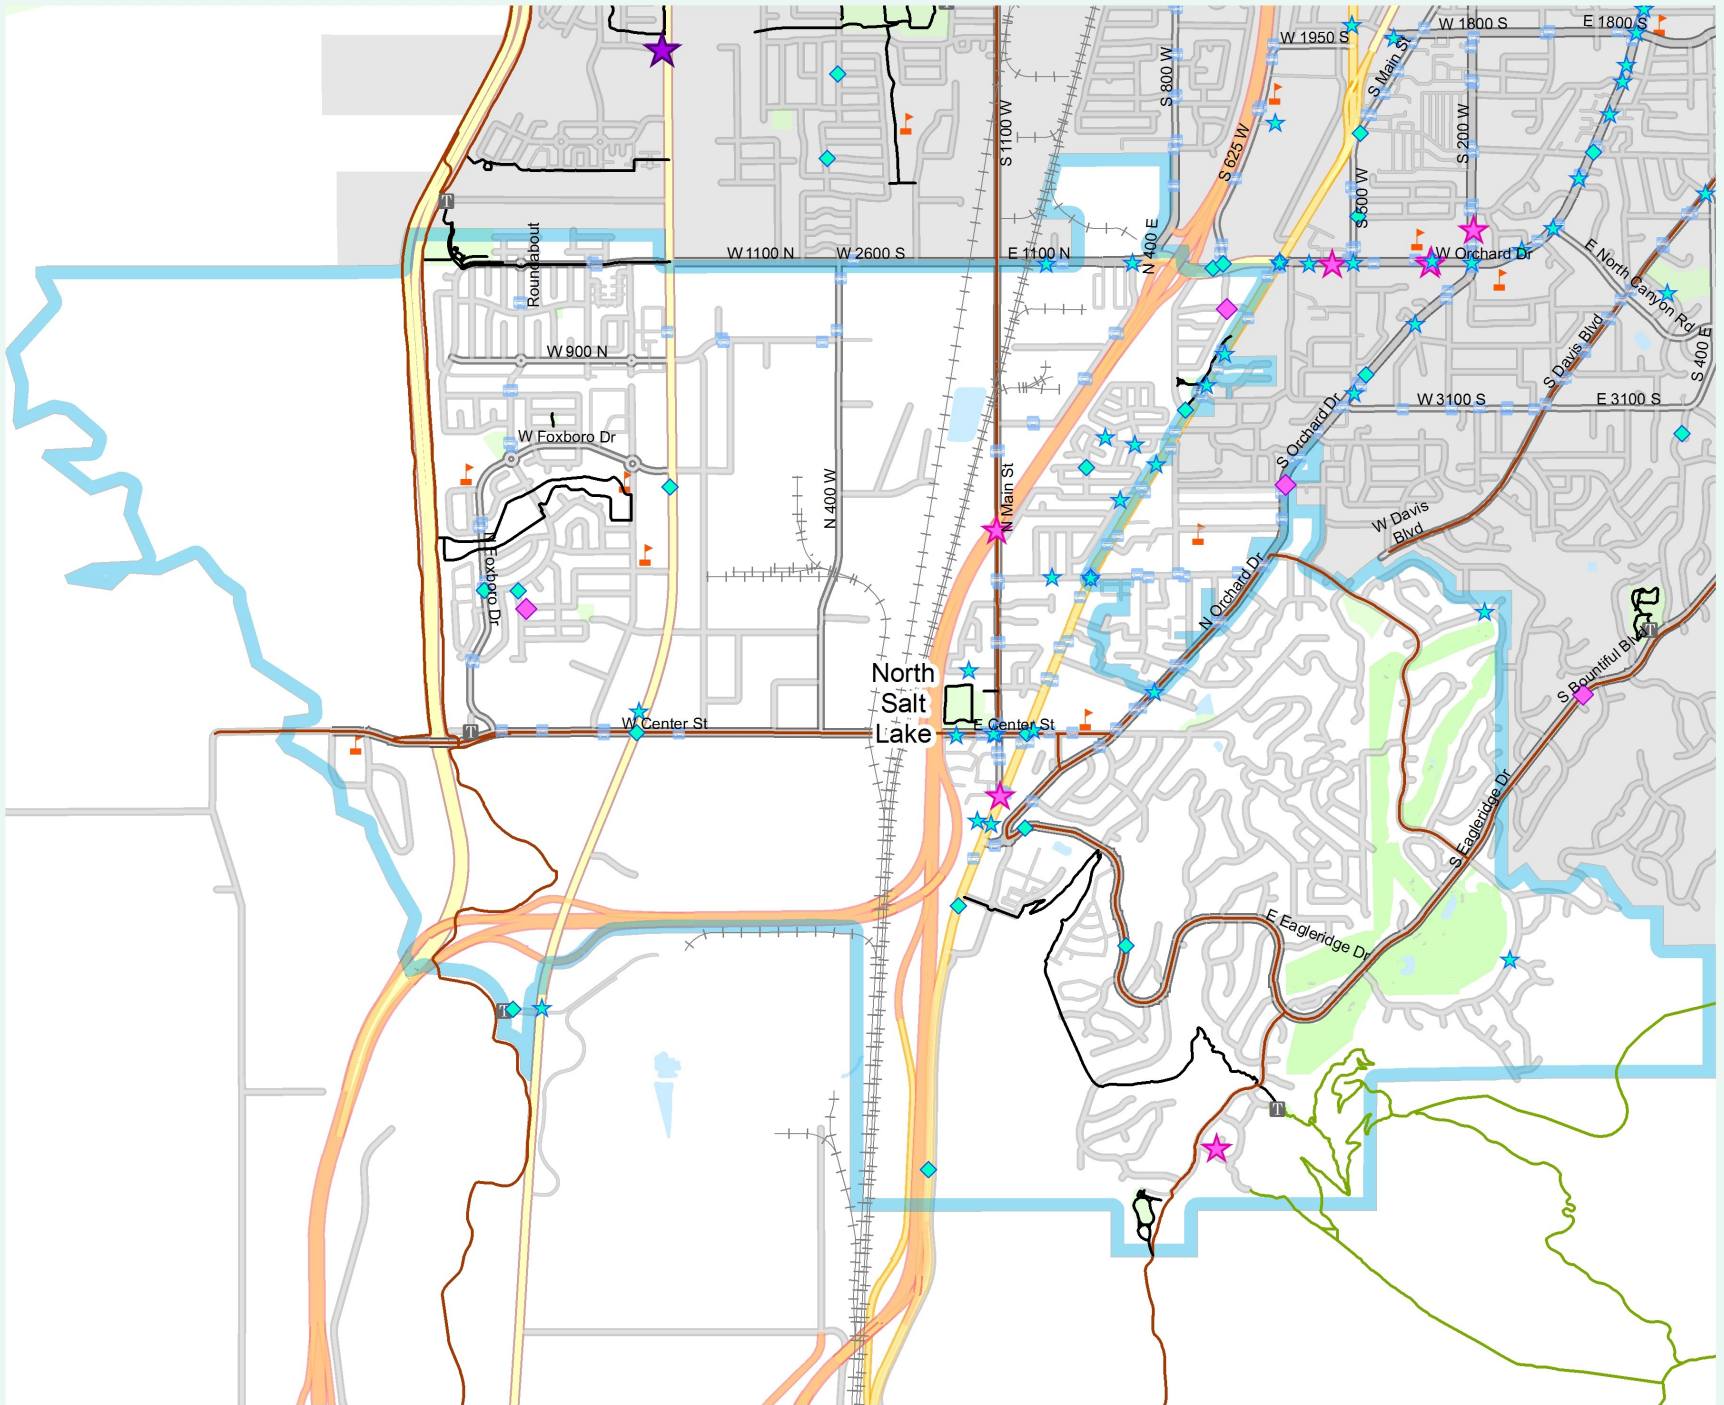 W 1800 S
E 1800 S
W 1950 S
S Main St
S 800 W
S 1100 W
S 625 W
S 200 W
S 500 W
Roundabout
W 1100 N
W 2600 S
E 1100 N
N 400 E
W Orchard Dr
E North Canyon Rd
S 400 E
S Davis Blvd
W 900 N
W 3100 S
E 3100 S
W Foxboro Dr
S Orchard Dr
N 400 W
N Main St
W Davis
Blvd
N Foxboro Dr
N Orchard Dr
T
T
S Bountiful Blvd
North
Salt
Lake
W Center St
E Center St
T
S Eagleridge Dr
E Eagleridge Dr
T
T